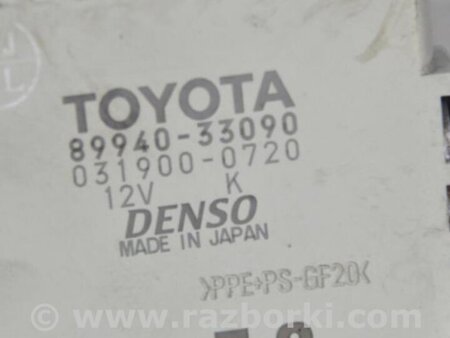 TOYOTA
89940-33090
031900-0720
12V K
DENSO
MADE IN JAPAN
>PPE+PS-GF20<
© www.razborki.com/